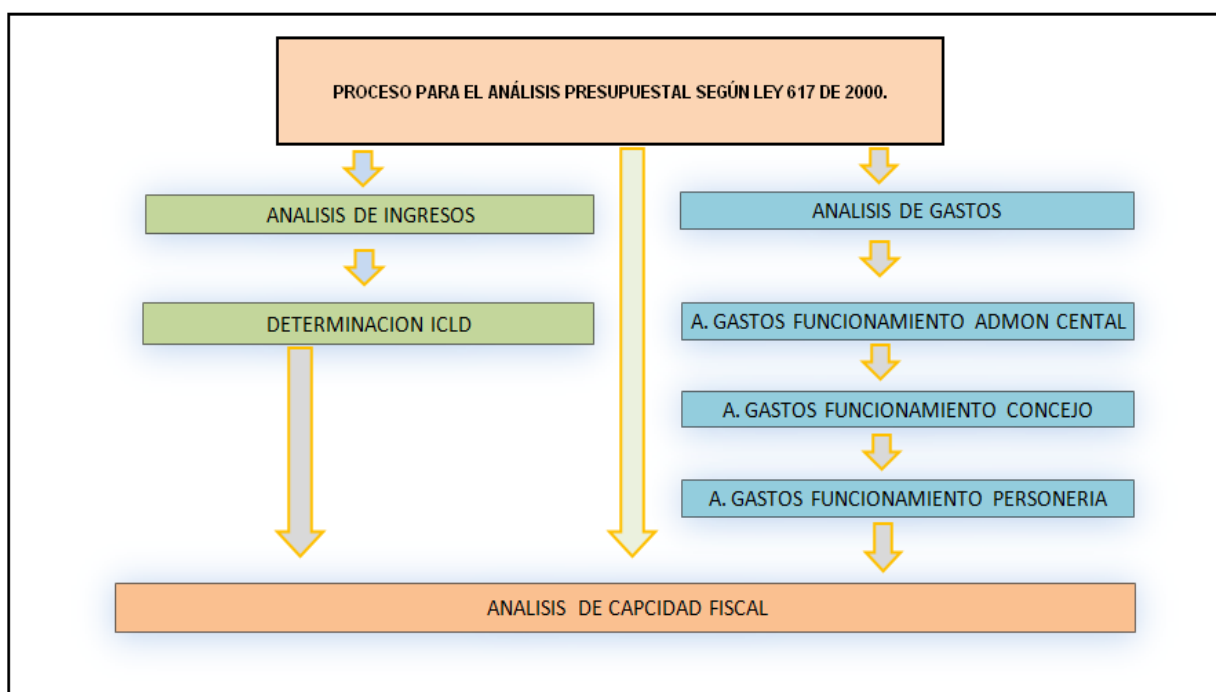 PROCESO PARA EL ANÁLISIS PRESUPUESTAL SEGÚN LEY 617 DE 2000.
ANALISIS DE INGRESOS
ANALISIS DE GASTOS
DETERMINACION ICLD
A. GASTOS FUNCIONAMIENTO ADMON CENTAL
A. GASTOS FUNCIONAMIENTO CONCEJO
A. GASTOS FUNCIONAMIENTO PERSONERIA
ANALISIS DE CAPCIDAD FISCAL